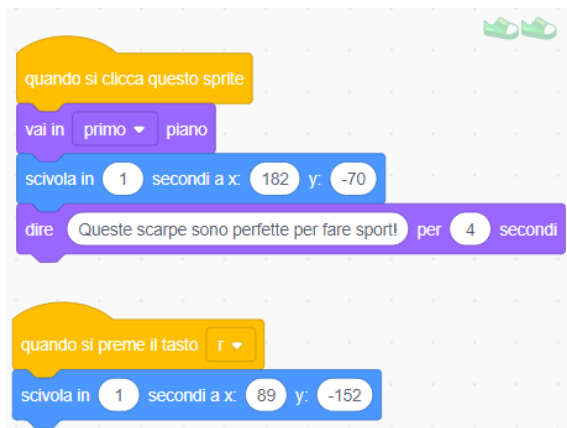 quando si clicca questo sprite
vai in primo piano
scivola in 1 secondi a x: 182 y: -70
dire Queste scarpe sono perfette per fare sport! per 4 secondi
quando si preme il tasto r
scivola in 1 secondi a x: 89 y: -152